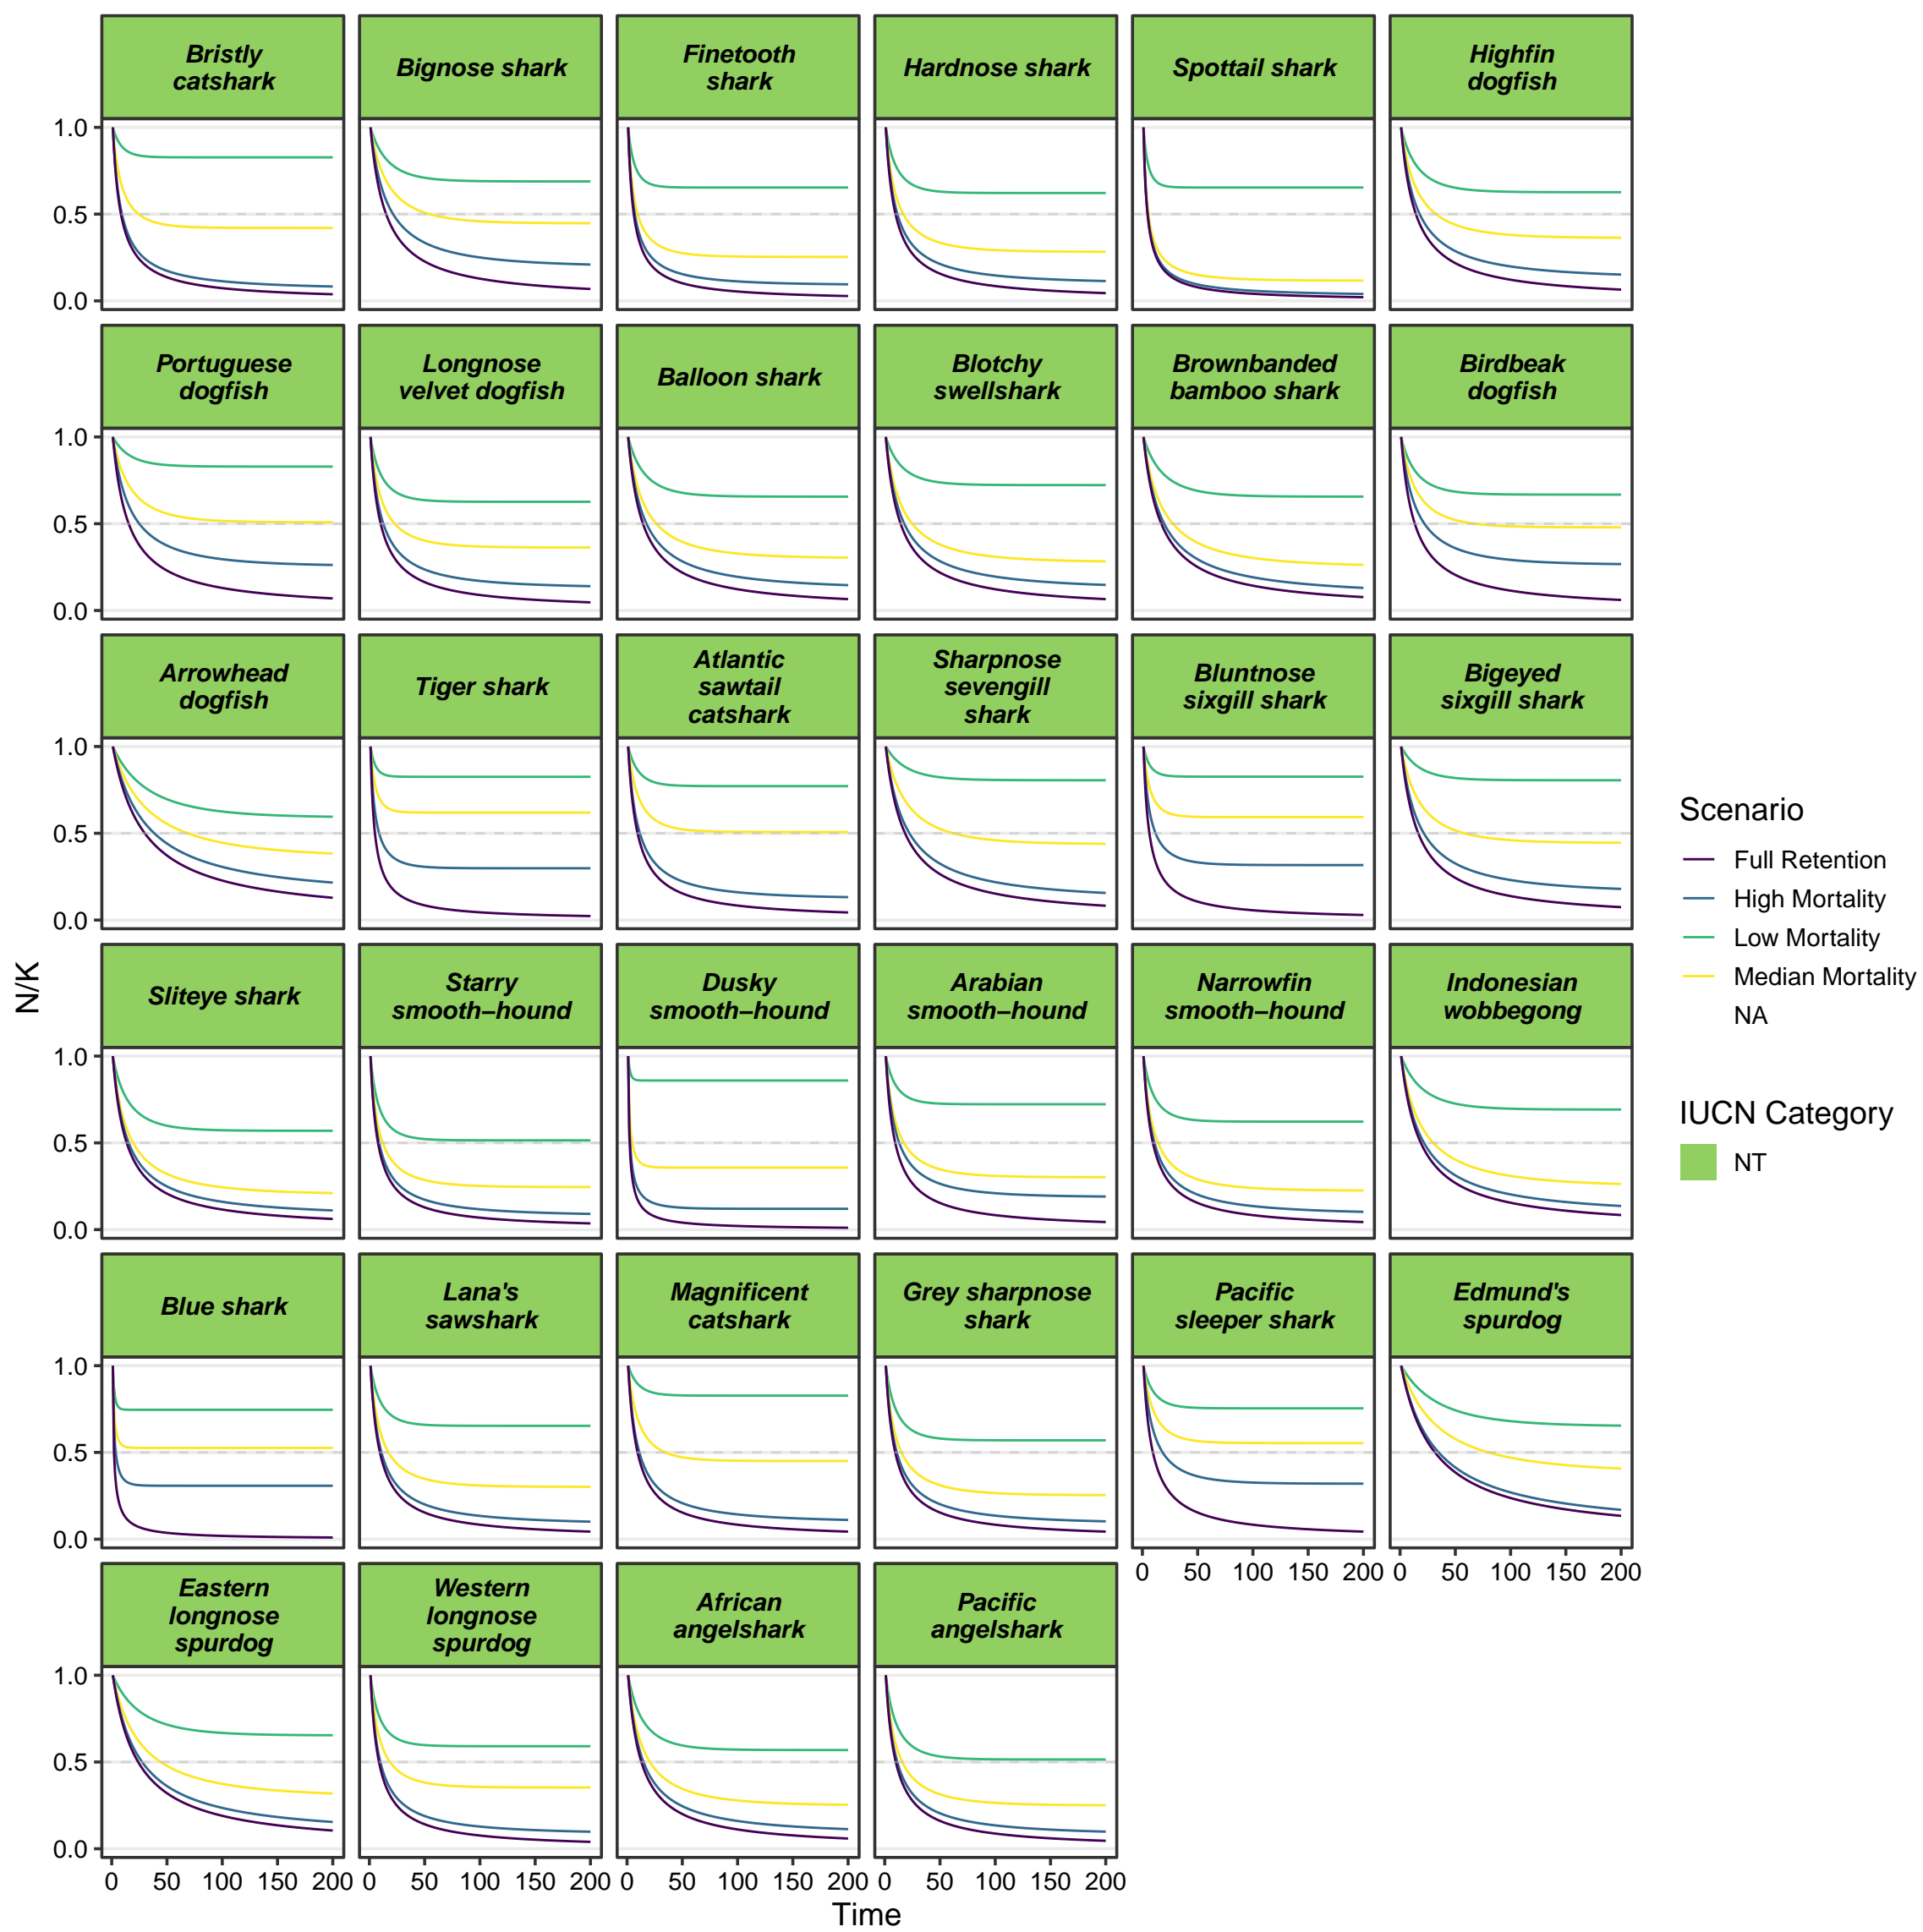 Bristly
catshark
Bignose shark
Finetooth
shark
Hardnose shark
Spottail shark
Highfin
dogfish
1.0
0.5
0.0
Portuguese
dogfish
Longnose
velvet dogfish
Balloon shark
Blotchy
swellshark
Brownbanded
bamboo shark
Birdbeak
dogfish
1.0
0.5
0.0
Arrowhead
dogfish
Tiger shark
Atlantic
sawtail
catshark
Sharpnose
sevengill
shark
Bluntnose
sixgill shark
Bigeyed
sixgill shark
1.0
0.5
0.0
N/K
Sliteye shark
Starry
smooth−hound
Dusky
smooth−hound
Arabian
smooth−hound
Narrowfin
smooth−hound
Indonesian
wobbegong
1.0
0.5
0.0
Blue shark
Lana's
sawshark
Magnificent
catshark
Grey sharpnose
shark
Pacific
sleeper shark
Edmund's
spurdog
1.0
0.5
0.0
0 50 100 150 200
0 50 100 150 200
Eastern
longnose
spurdog
Western
longnose
spurdog
African
angelshark
Pacific
angelshark
1.0
0.5
0.0
0 50 100 150 200
0 50 100 150 200
0 50 100 150 200
0 50 100 150 200
Time
Scenario
Full Retention
High Mortality
Low Mortality
Median Mortality
NA
IUCN Category
NT